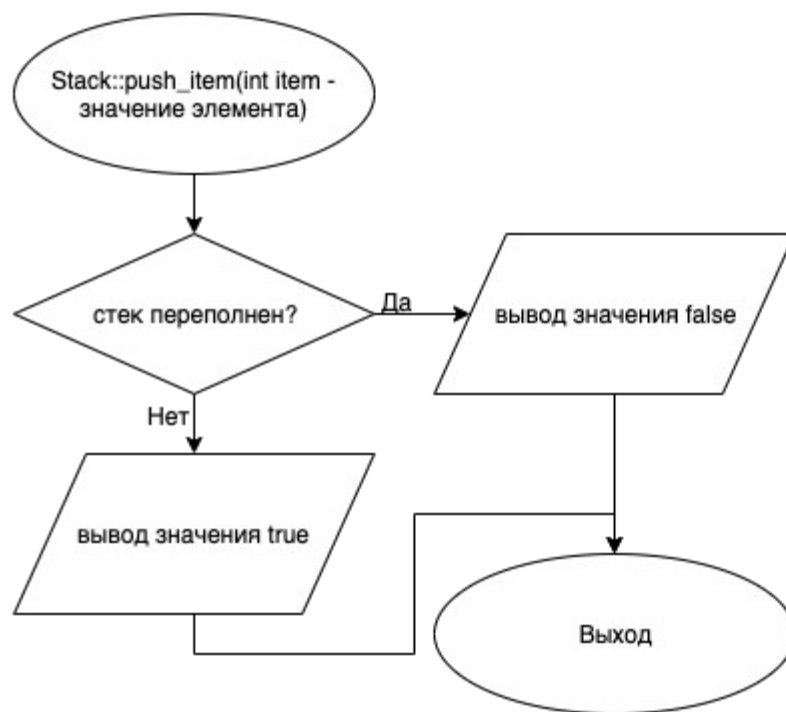 Stack::push_item(int item -
значение элемента)
стек переполнен?
Да
вывод значения false
Нет
вывод значения true
Выход